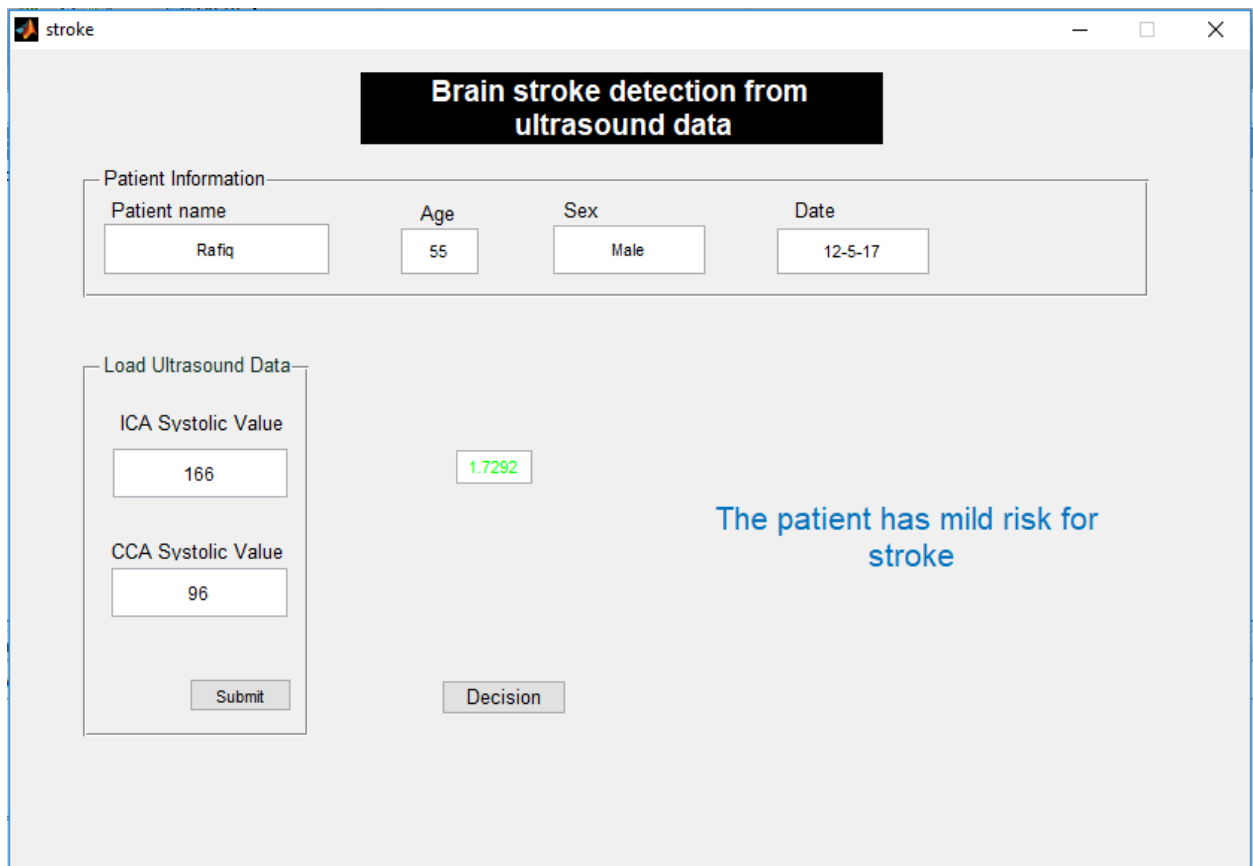 stroke
Brain stroke detection from
ultrasound data
Patient Information
Patient name
Age
Sex
Date
Rafiq
55
Male
12-5-17
Load Ultrasound Data
ICA Systolic Value
166
1.7292
The patient has mild risk for
stroke
CCA Systolic Value
96
Submit
Decision